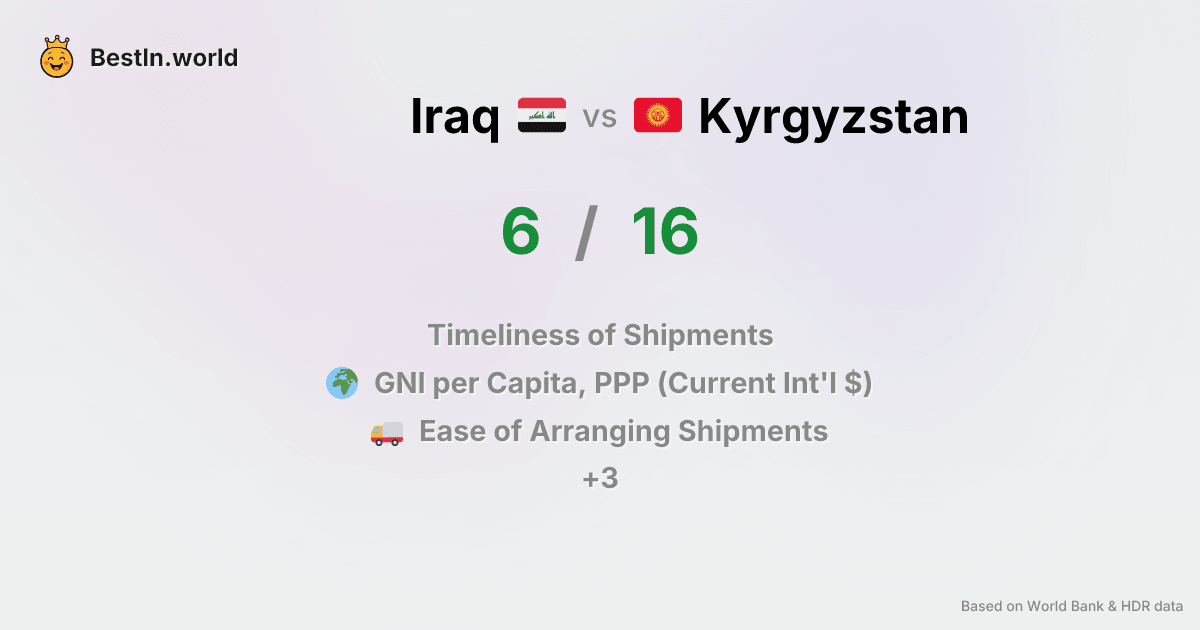 BestIn.world
Iraq vs Kyrgyzstan
6 / 16
Timeliness of Shipments
GNI per Capita, PPP (Current Int'l $)
Ease of Arranging Shipments
+3
Based on World Bank & HDR data